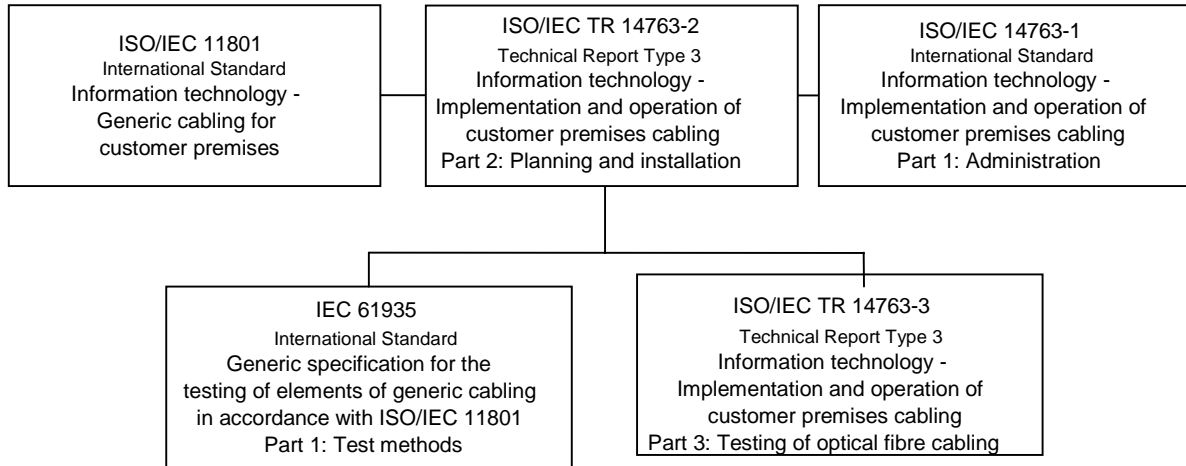 ISO/IEC 11801
International Standard
Information technology -
Generic cabling for
customer premises
ISO/IEC TR 14763-2
Technical Report Type 3
Information technology -
Implementation and operation of
customer premises cabling
Part 2: Planning and installation
ISO/IEC 14763-1
International Standard
Information technology -
Implementation and operation of
customer premises cabling
Part 1: Administration
IEC 61935
International Standard
Generic specification for the
testing of elements of generic cabling
in accordance with ISO/IEC 11801
Part 1: Test methods
ISO/IEC TR 14763-3
Technical Report Type 3
Information technology -
Implementation and operation of
customer premises cabling
Part 3: Testing of optical fibre cabling